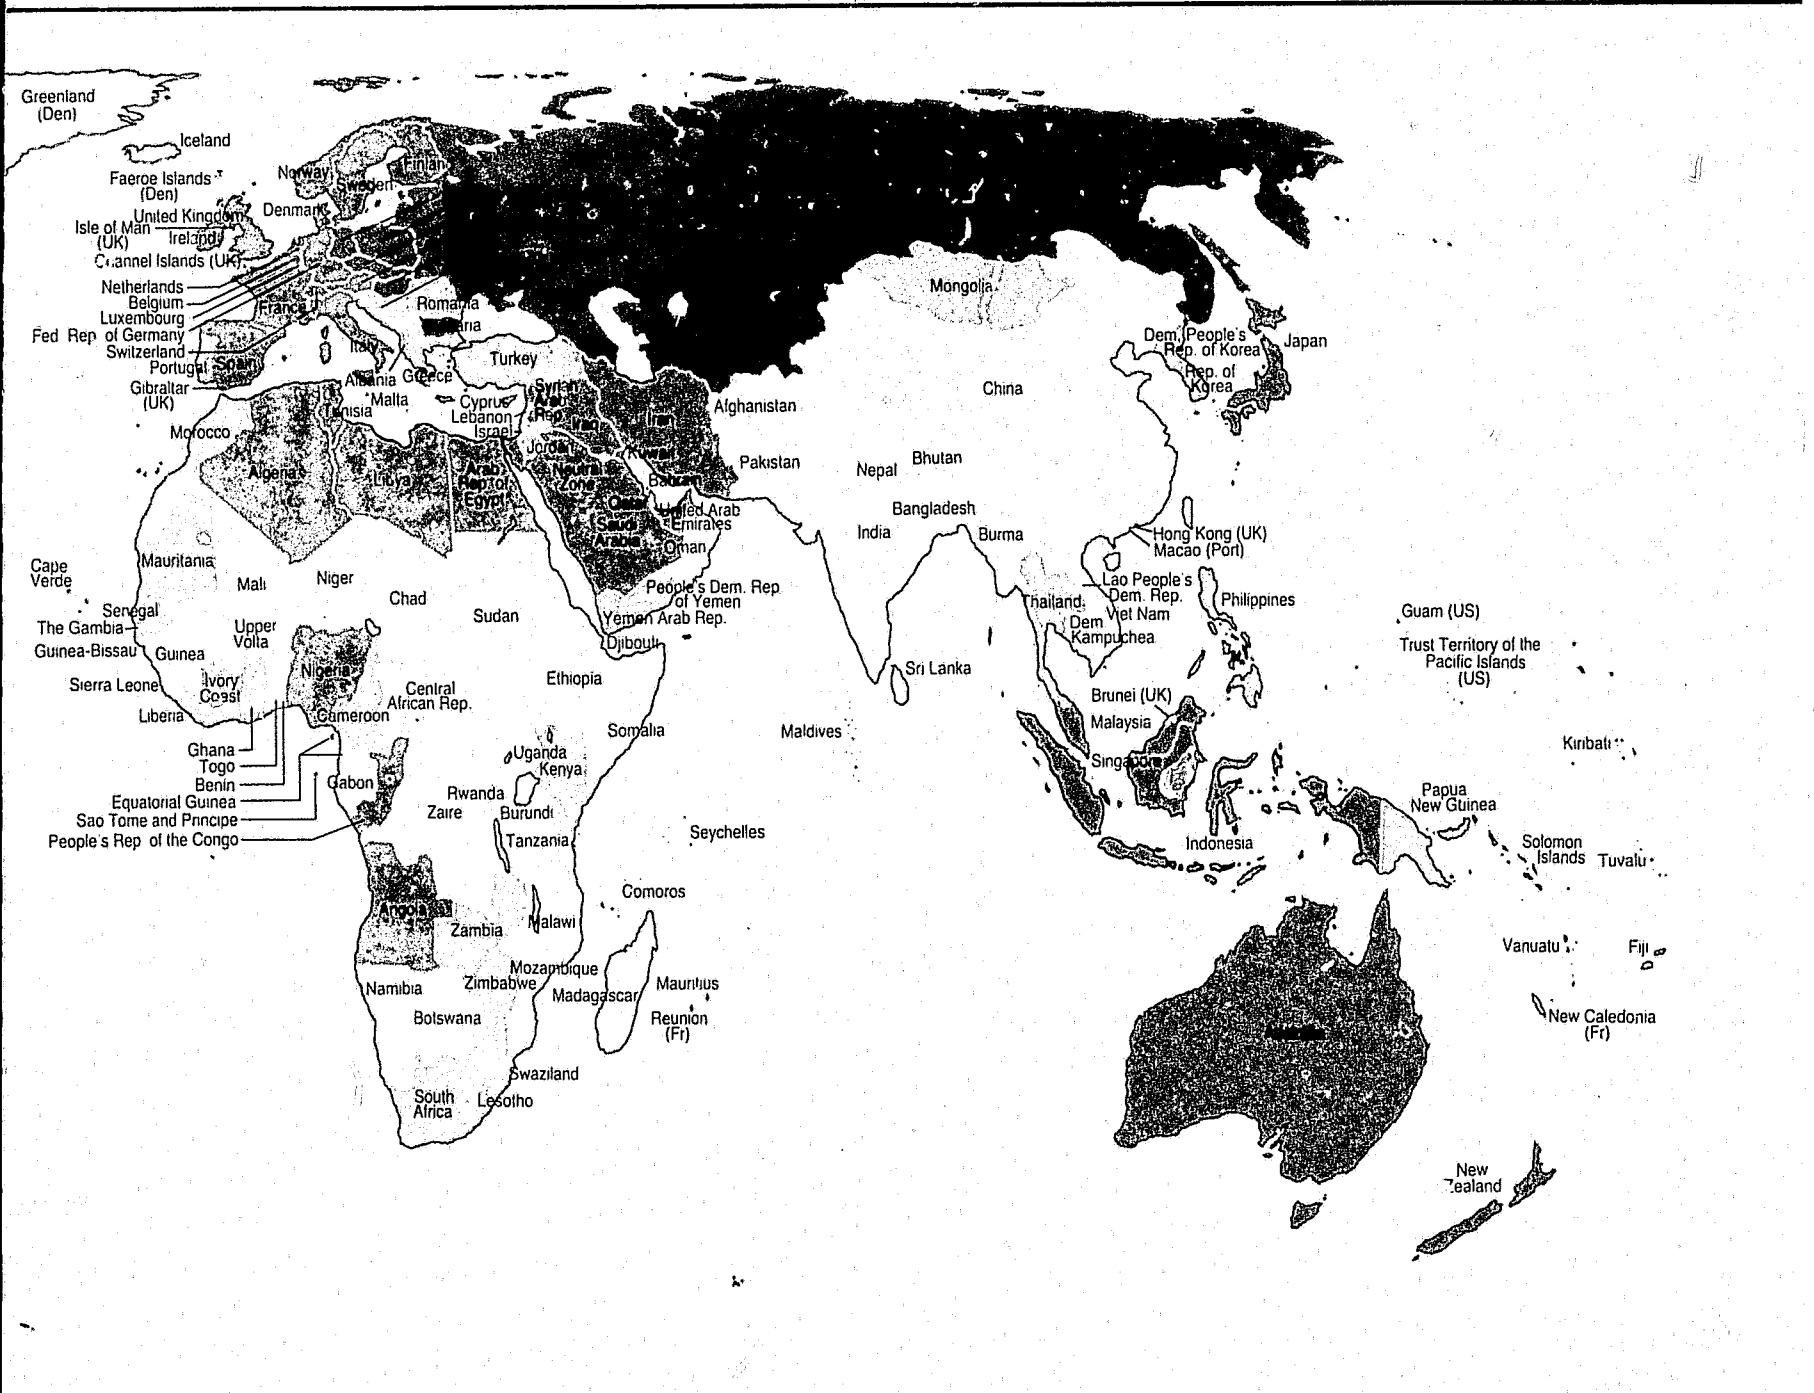 Greenland
(Den)
Iceland
Faeroe Islands
(Den)
Norway
Sweden
Finlan
Denmark
United Kingdom
Isle of Man
(UK)
Ireland
Channel Islands (UK)
Netherlands
Belgium
Luxembourg
Fed Rep of Germany
Switzerland
Portugal
Gibraltar
(UK)
France
Spain
Italy
Romania
Albania
Greece
Malta
Turkey
Cyprus
Lebanon
Israel
Syrian
Arab
Rep.
Iraq
Iran
Jordan
Kuwait
Neutral
Zone
Bahrain
Qatar
Saudi
Arabia
United Arab
Emirates
Oman
People's Dem. Rep
of Yemen
Yemen Arab Rep.
Djibouti
Afghanistan
Pakistan
Nepal
Bhutan
Bangladesh
India
Burma
Sri Lanka
Maldives
Mongolia
China
Dem. People's
Rep. of Korea
Rep. of
Korea
Japan
Hong Kong (UK)
Macao (Port)
Lao People's
Dem. Rep.
Viet Nam
Thailand
Dem
Kampuchea
Philippines
Guam (US)
Trust Territory of the
Pacific Islands
(US)
Brunei (UK)
Malaysia
Singapore
Indonesia
Papua
New Guinea
Kiribati
Solomon
Islands
Tuvalu
Vanuatu
Fiji
New Caledonia
(Fr)
New
Zealand
Morocco
Tunisia
Algeria
Libya
Arab
Rep. of
Egypt
Mauritania
Mali
Niger
Chad
Sudan
Cape
Verde
Senegal
The Gambia
Guinea-Bissau
Guinea
Sierra Leone
Liberia
Upper
Volta
Ivory
Coast
Nigeria
Cameroon
Central
African Rep.
Ethiopia
Somalia
Ghana
Togo
Benin
Equatorial Guinea
Sao Tome and Principe
People's Rep of the Congo
Gabon
Zaire
Uganda
Kenya
Rwanda
Burundi
Tanzania
Seychelles
Comoros
Angola
Zambia
Malawi
Mozambique
Zimbabwe
Madagascar
Mauritius
Reunion
(Fr)
Namibia
Botswana
Swaziland
South
Africa
Lesotho